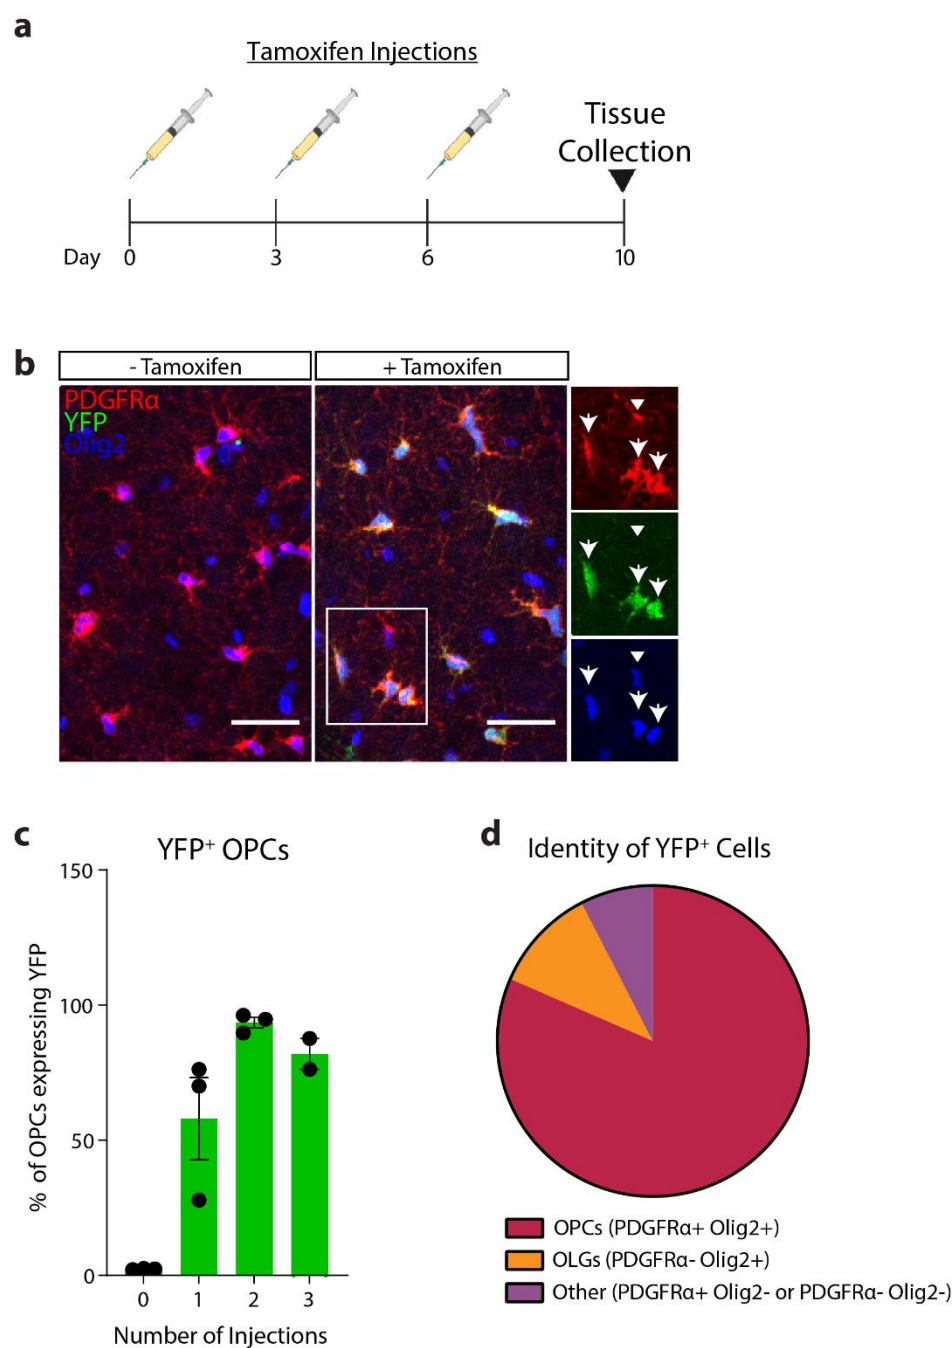 a
Tamoxifen Injections
Tissue
Collection
Day 0 3 6 10
b
- Tamoxifen
+ Tamoxifen
PDGFRα
YFP
Olig2
c
YFP⁺ OPCs
150
100
50
0
% of OPCs expressing YFP
0 1 2 3
Number of Injections
d
Identity of YFP⁺ Cells
OPCs (PDGFRα+ Olig2+)
OLGs (PDGFRα- Olig2+)
Other (PDGFRα+ Olig2- or PDGFRα- Olig2-)